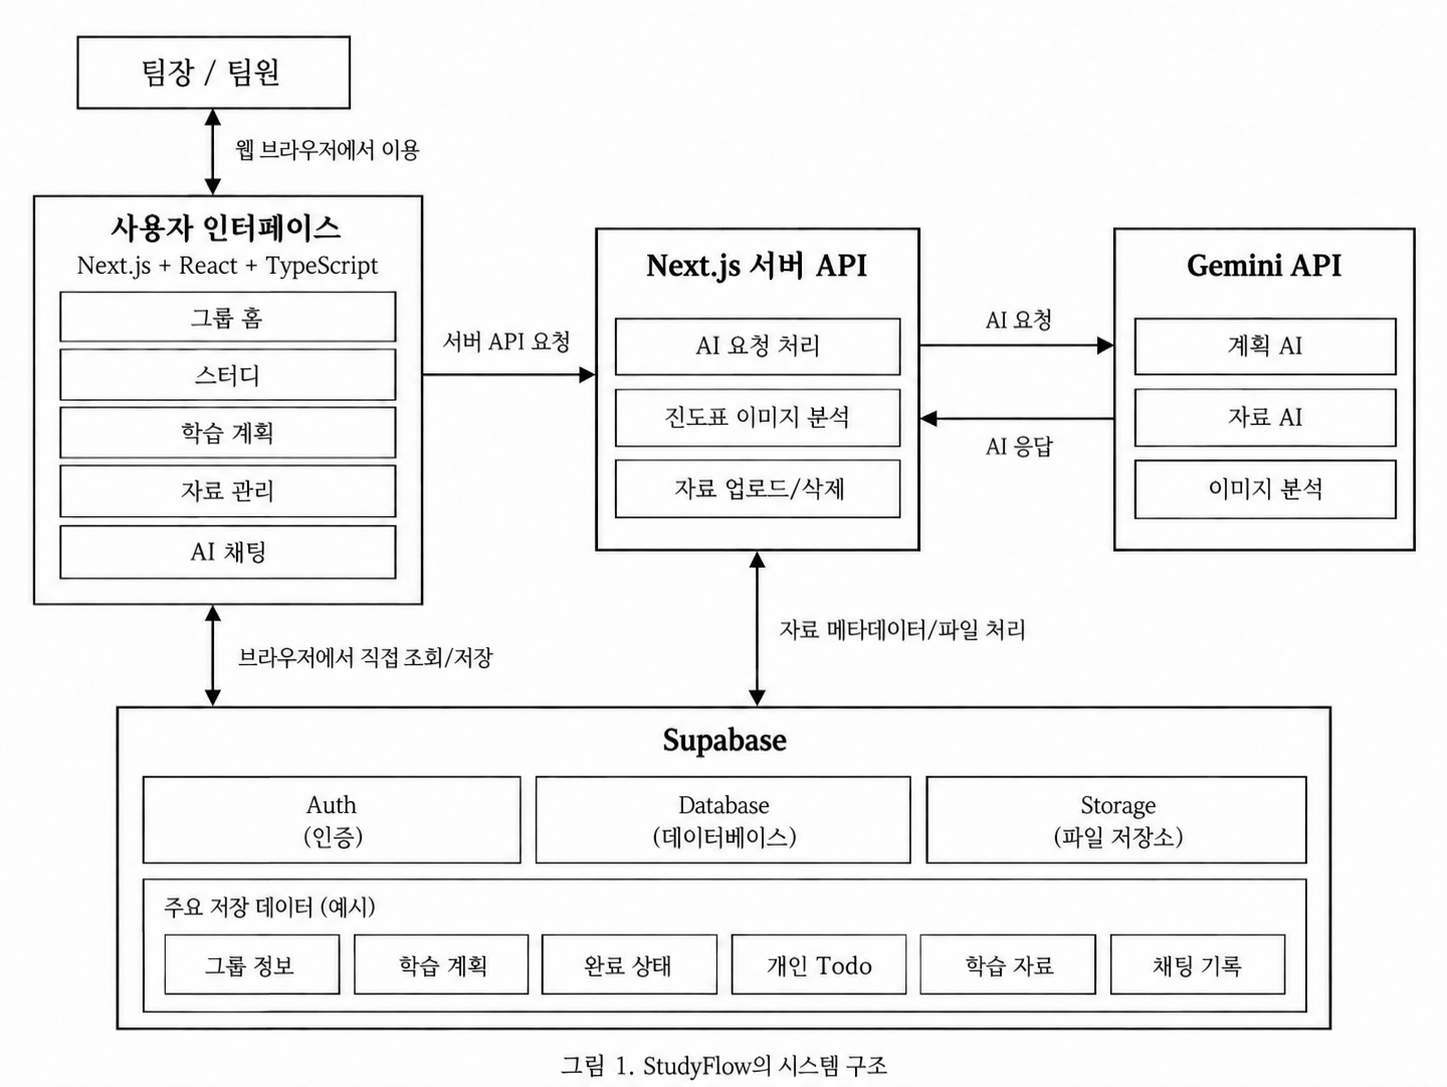 팀장 / 팀원
웹 브라우저에서 이용
사용자 인터페이스
Next.js + React + TypeScript
그룹 홈
스터디
학습 계획
자료 관리
AI 채팅
서버 API 요청
Next.js 서버 API
AI 요청 처리
진도표 이미지 분석
자료 업로드/삭제
AI 요청
AI 응답
Gemini API
계획 AI
자료 AI
이미지 분석
브라우저에서 직접 조회/저장
자료 메타데이터/파일 처리
Supabase
Auth
(인증)
Database
(데이터베이스)
Storage
(파일 저장소)
주요 저장 데이터 (예시)
그룹 정보
학습 계획
완료 상태
개인 Todo
학습 자료
채팅 기록
그림 1. StudyFlow의 시스템 구조